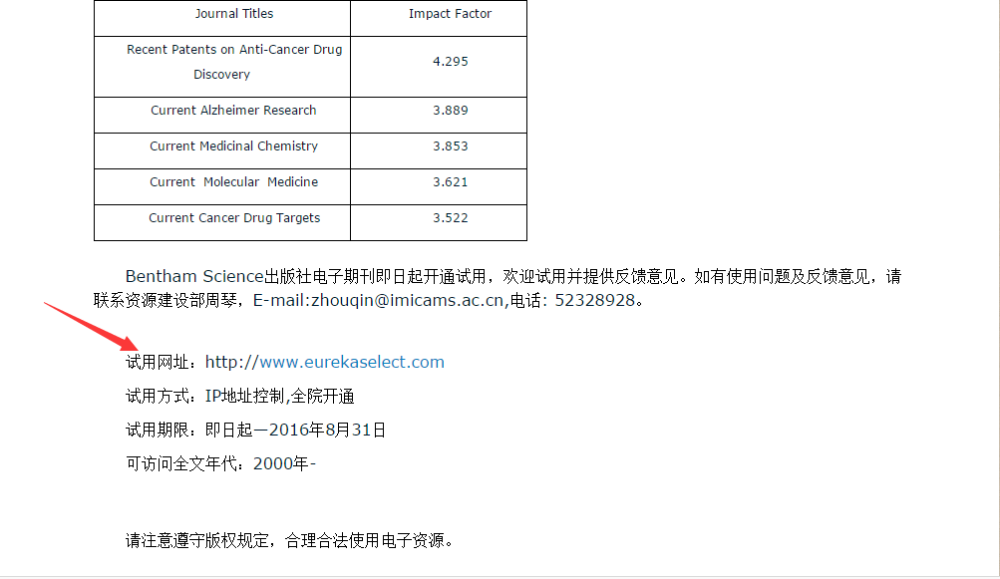 Journal Titles Impact Factor
Recent Patents on Anti-Cancer Drug
Discovery 4.295
Current Alzheimer Research 3.889
Current Medicinal Chemistry 3.853
Current Molecular Medicine 3.621
Current Cancer Drug Targets 3.522
Bentham Science出版社电子期刊即日起开通试用，欢迎试用并提供反馈意见。如有使用问题及反馈意见，请
联系资源建设部周琴，E-mail:zhouqin@imicams.ac.cn,电话：52328928。
试用网址：http://www.eurekaselect.com
试用方式：IP地址控制,全院开通
试用期限：即日起—2016年8月31日
可访问全文年代：2000年-
请注意遵守版权规定，合理合法使用电子资源。